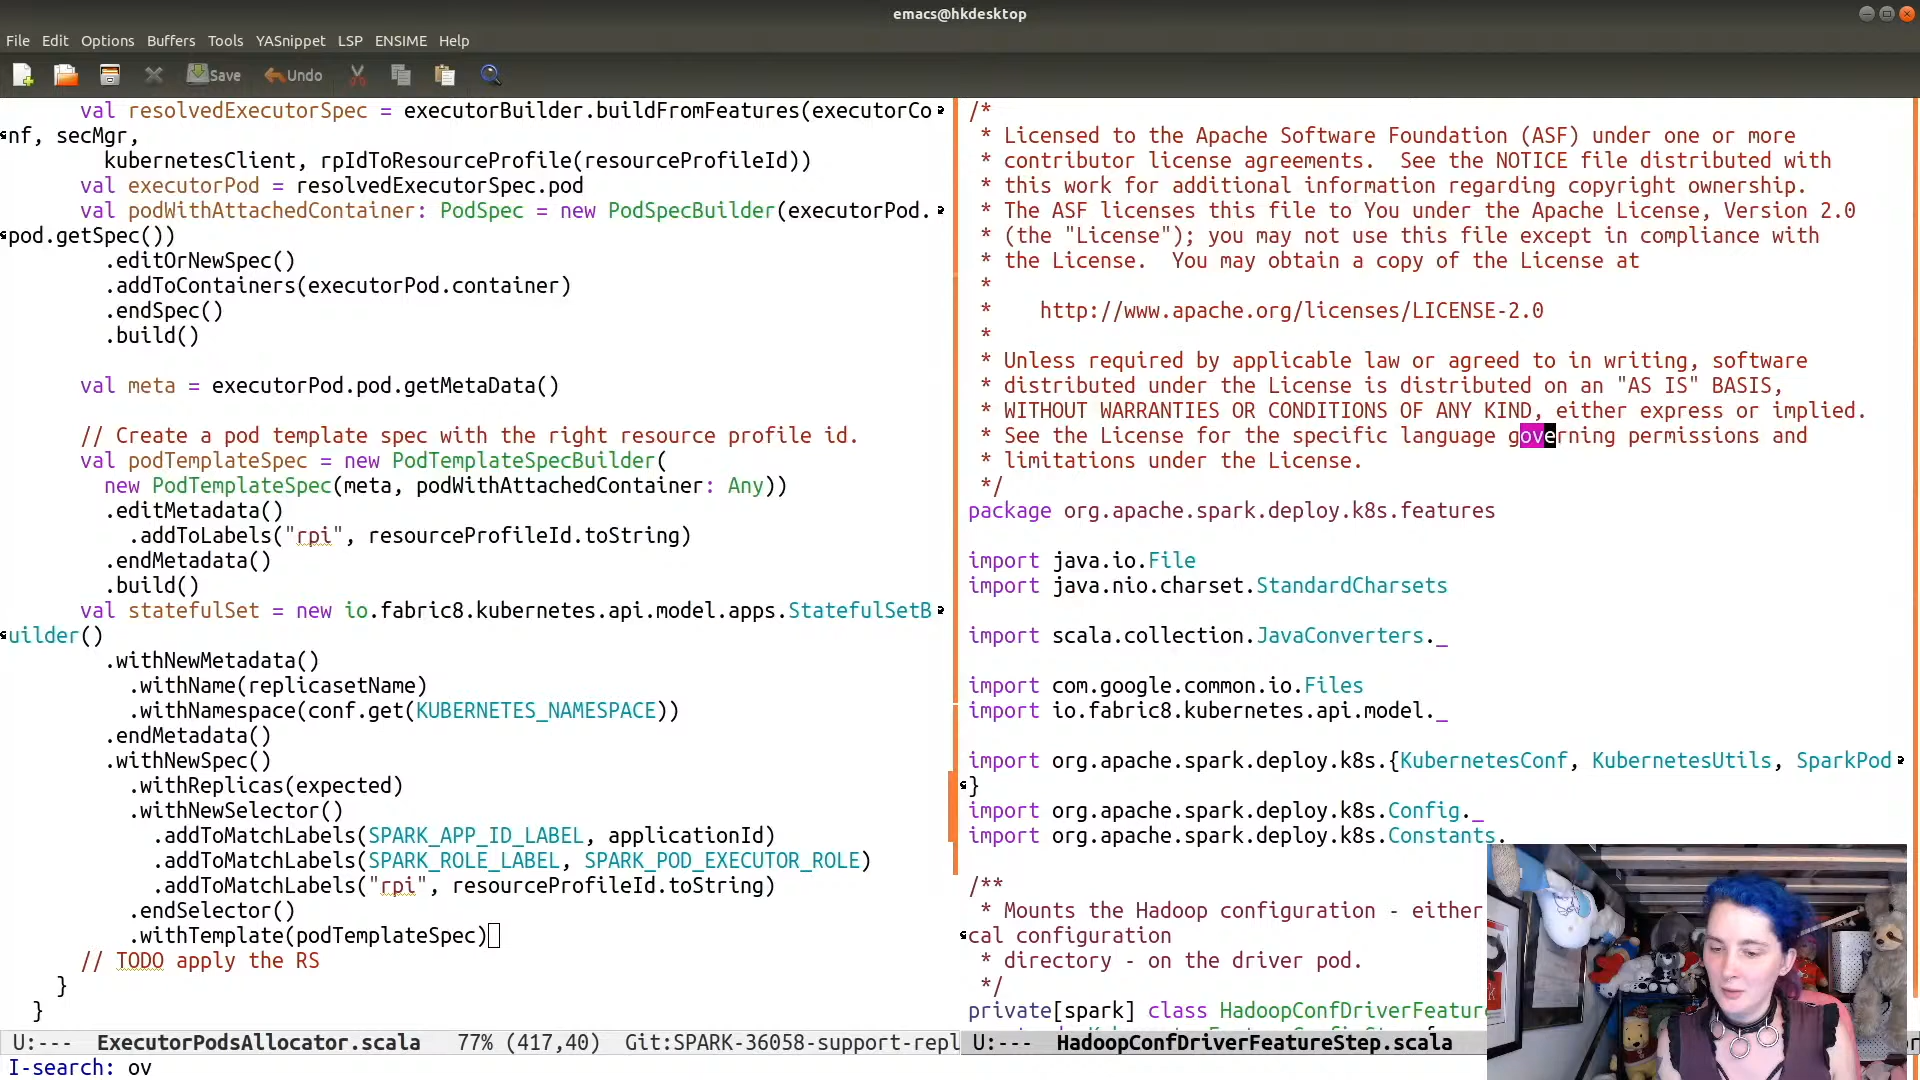 emacs@hkdesktop
File Edit Options Buffers Tools YASnippet LSP ENSIME Help
Save Undo
val resolvedExecutorSpec = executorBuilder.buildFromFeatures(executorCo
nf, secMgr,
kubernetesClient, rpIdToResourceProfile(resourceProfileId))
val executorPod = resolvedExecutorSpec.pod
val podWithAttachedContainer: PodSpec = new PodSpecBuilder(executorPod.
pod.getSpec())
.editOrNewSpec()
.addToContainers(executorPod.container)
.endSpec()
.build()
val meta = executorPod.pod.getMetaData()
// Create a pod template spec with the right resource profile id.
val podTemplateSpec = new PodTemplateSpecBuilder(
new PodTemplateSpec(meta, podWithAttachedContainer: Any))
.editMetadata()
.addToLabels("rpi", resourceProfileId.toString)
.endMetadata()
.build()
val statefulSet = new io.fabric8.kubernetes.api.model.apps.StatefulSetB
uilder()
.withNewMetadata()
.withName(replicasetName)
.withNamespace(conf.get(KUBERNETES_NAMESPACE))
.endMetadata()
.withNewSpec()
.withReplicas(expected)
.withNewSelector()
.addToMatchLabels(SPARK_APP_ID_LABEL, applicationId)
.addToMatchLabels(SPARK_ROLE_LABEL, SPARK_POD_EXECUTOR_ROLE)
.addToMatchLabels("rpi", resourceProfileId.toString)
.endSelector()
.withTemplate(podTemplateSpec)
// TODO apply the RS
}
}
U:--- ExecutorPodsAllocator.scala 77% (417,40) Git:SPARK-36058-support-repl
/*
* Licensed to the Apache Software Foundation (ASF) under one or more
* contributor license agreements.  See the NOTICE file distributed with
* this work for additional information regarding copyright ownership.
* The ASF licenses this file to You under the Apache License, Version 2.0
* (the "License"); you may not use this file except in compliance with
* the License.  You may obtain a copy of the License at
*
* http://www.apache.org/licenses/LICENSE-2.0
*
* Unless required by applicable law or agreed to in writing, software
* distributed under the License is distributed on an "AS IS" BASIS,
* WITHOUT WARRANTIES OR CONDITIONS OF ANY KIND, either express or implied.
* See the License for the specific language governing permissions and
* limitations under the License.
*/
package org.apache.spark.deploy.k8s.features
import java.io.File
import java.nio.charset.StandardCharsets
import scala.collection.JavaConverters._
import com.google.common.io.Files
import io.fabric8.kubernetes.api.model._
import org.apache.spark.deploy.k8s.{KubernetesConf, KubernetesUtils, SparkPod
}
import org.apache.spark.deploy.k8s.Config._
import org.apache.spark.deploy.k8s.Constants.
/**
* Mounts the Hadoop configuration - either
cal configuration
* directory - on the driver pod.
*/
private[spark] class HadoopConfDriverFeature
U:--- HadoopConfDriverFeatureStep.scala
I-search: ov